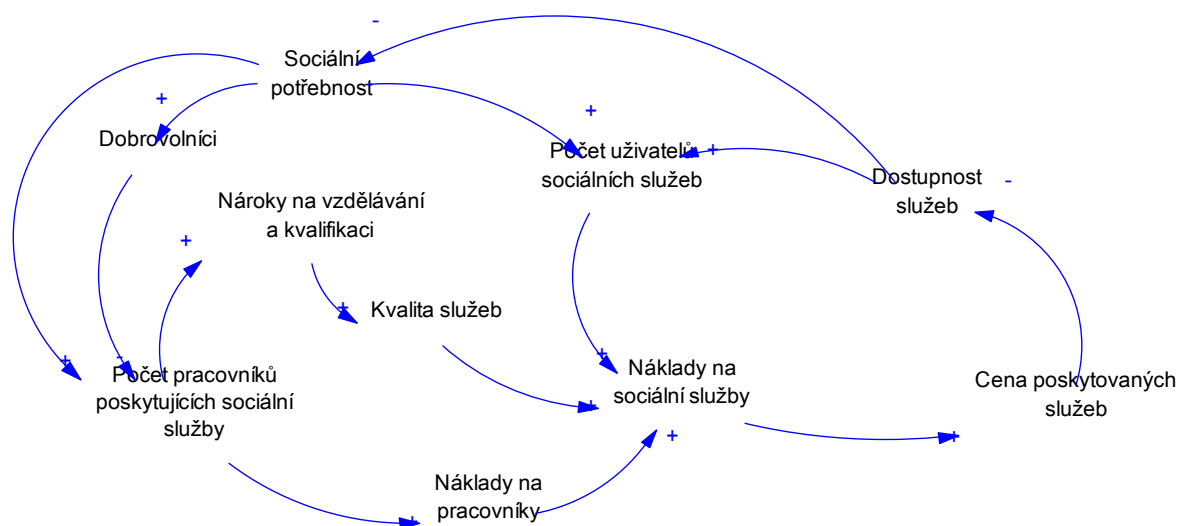 -
Sociální
potřebnost
+
+
Dobrovolníci
Počet uživatelů
sociálních služeb
+
Dostupnost
služeb
-
Nároky na vzdělávání
a kvalifikaci
+
+
Kvalita služeb
+
-
Počet pracovníků
poskytujících sociální
služby
+
Náklady na
sociální služby
+
+
Cena poskytovaných
služeb
+
Náklady na
pracovníky
+